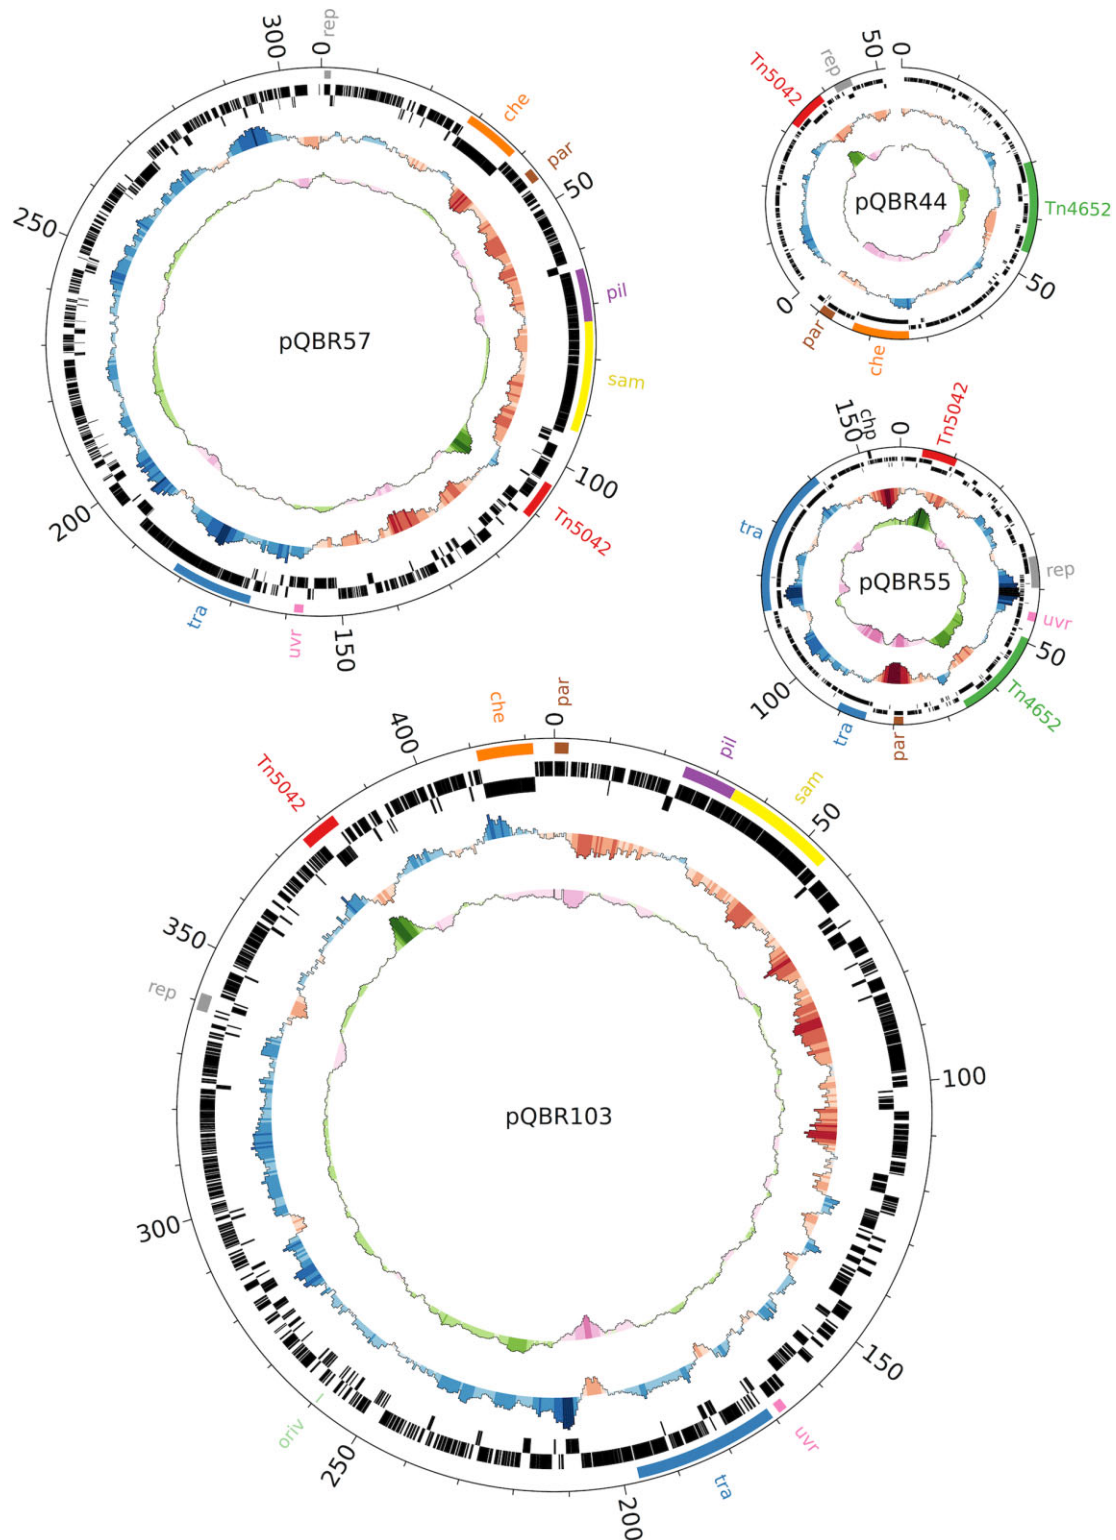 pQBR57
0
rep
che
par
50
pil
sam
100
Tn5042
150
uvr
tra
200
250
300
pQBR44
0
Tn4652
50
che
par
0
Tn5042
rep
50
pQBR55
0
Tn5042
rep
uvr
50
Tn4652
par
tra
100
tra
150
chp
pQBR103
0
par
pil
sam
50
100
150
uvr
tra
200
250
oriv
300
rep
350
Tn5042
400
che